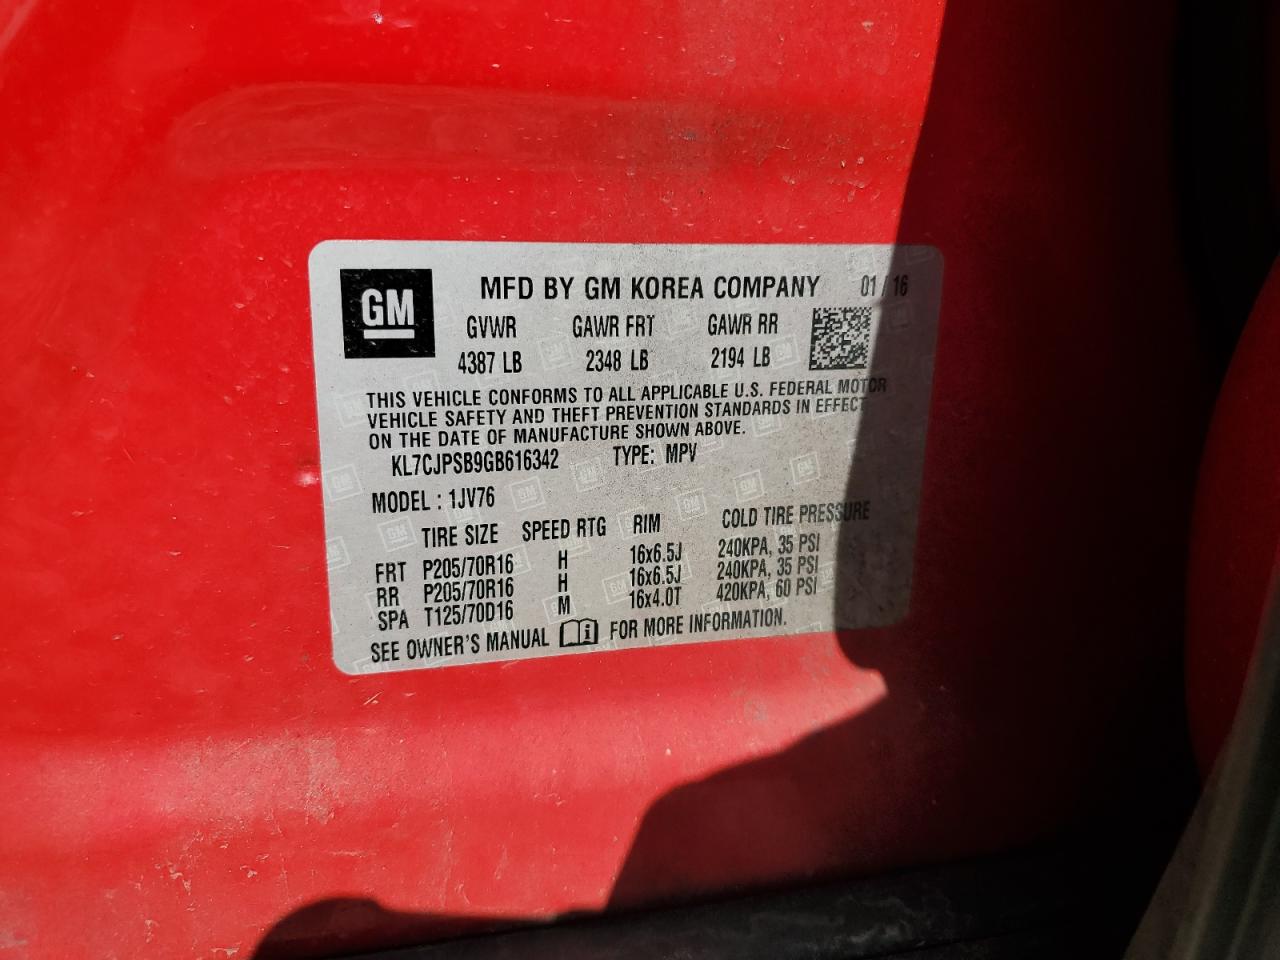 GM
MFD BY GM KOREA COMPANY 01 / 16
GVWR GAWR FRT GAWR RR
4387 LB 2348 LB 2194 LB
THIS VEHICLE CONFORMS TO ALL APPLICABLE U.S. FEDERAL MOTOR
VEHICLE SAFETY AND THEFT PREVENTION STANDARDS IN EFFECT
ON THE DATE OF MANUFACTURE SHOWN ABOVE.
KL7CJPSB9GB616342 TYPE: MPV
MODEL : 1JV76
TIRE SIZE SPEED RTG RIM COLD TIRE PRESSURE
FRT P205/70R16 H 16x6.5J 240KPA, 35 PSI
RR P205/70R16 H 16x6.5J 240KPA, 35 PSI
SPA T125/70D16 M 16x4.0T 420KPA, 60 PSI
SEE OWNER'S MANUAL FOR MORE INFORMATION.